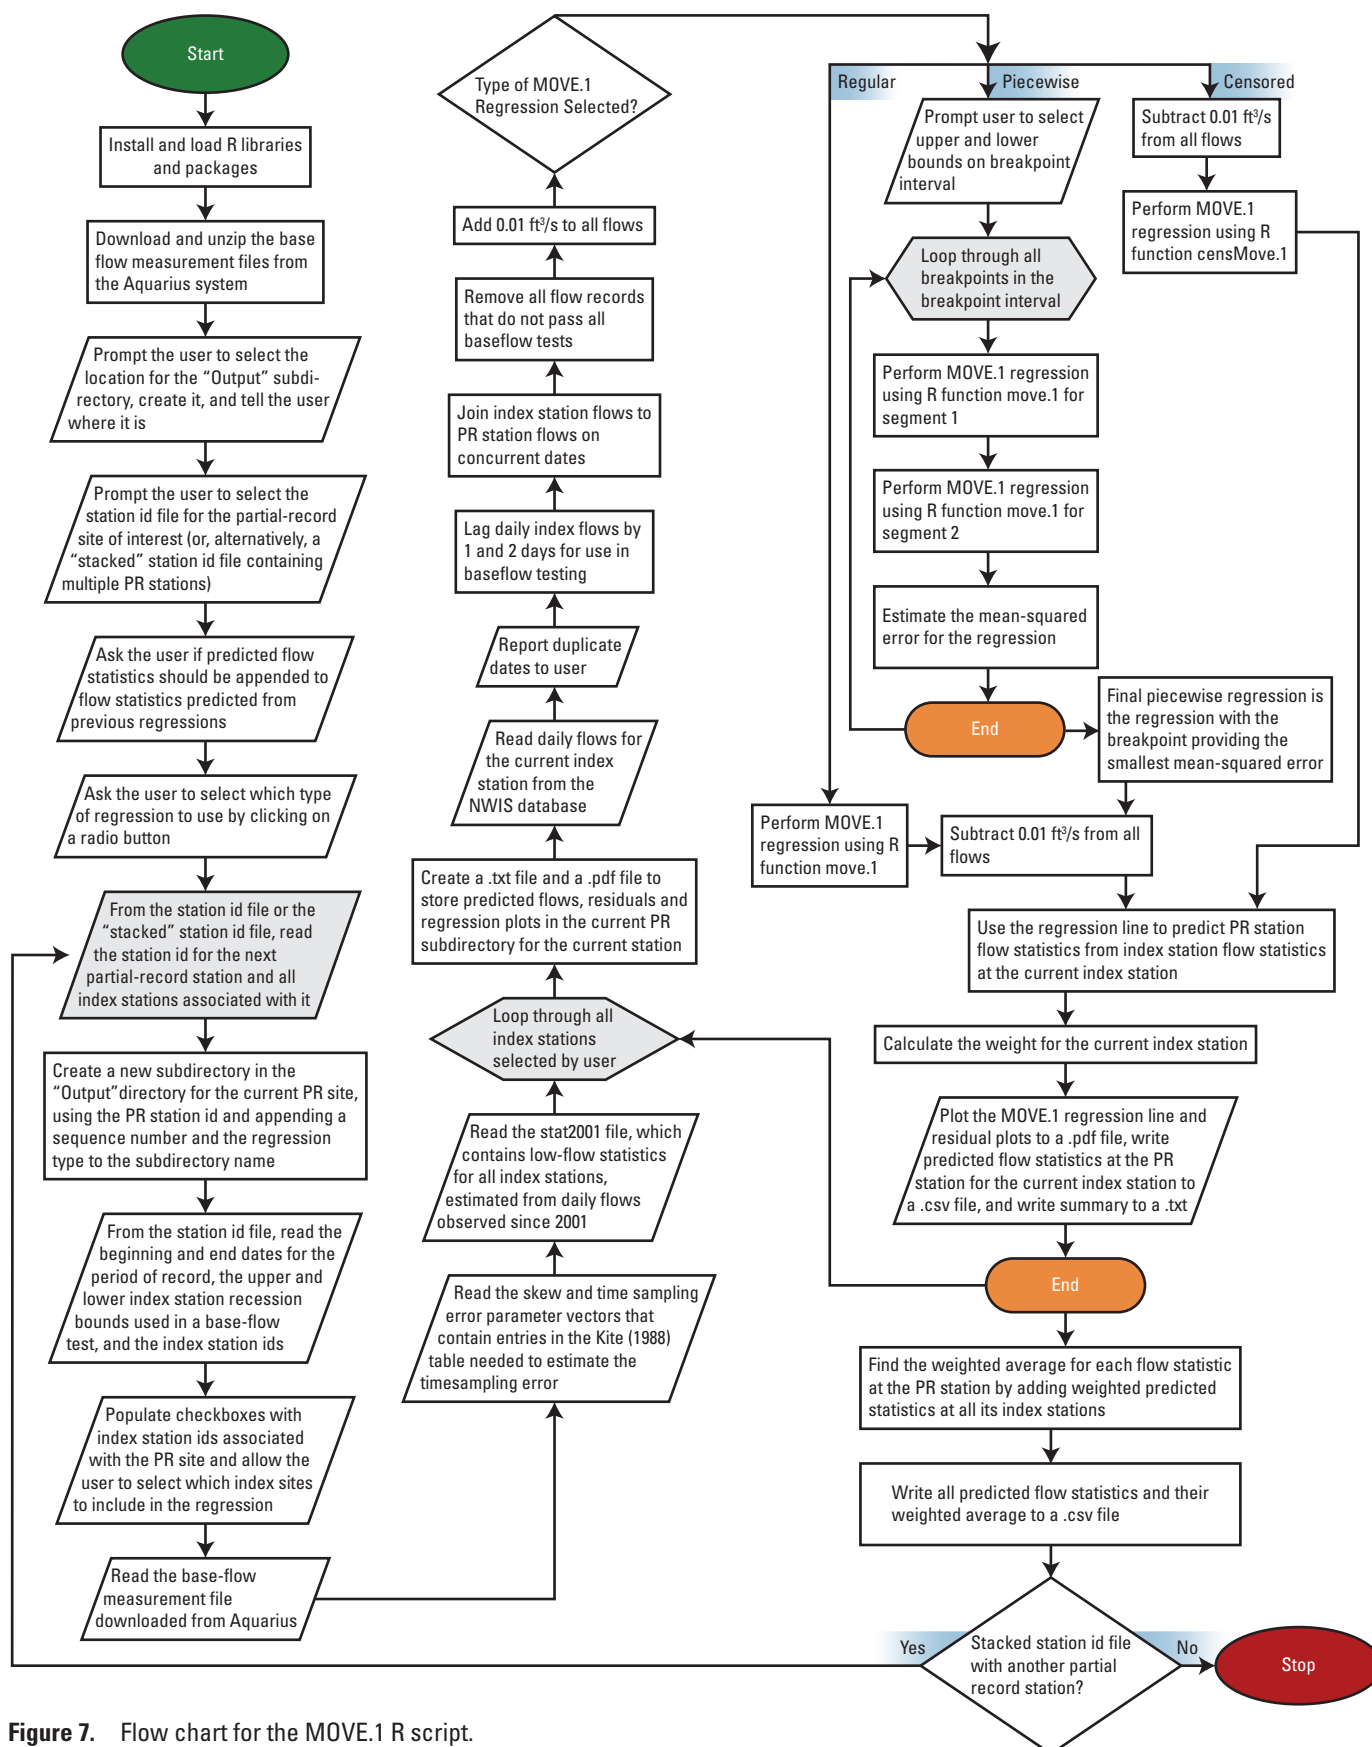 Start
Install and load R libraries
and packages
Download and unzip the base
flow measurement files from
the Aquarius system
Prompt the user to select the
location for the “Output” subdi-
rectory, create it, and tell the user
where it is
Prompt the user to select the
station id file for the partial-record
site of interest (or, alternatively, a
“stacked” station id file containing
multiple PR stations)
Ask the user if predicted flow
statistics should be appended to
flow statistics predicted from
previous regressions
Ask the user to select which type
of regression to use by clicking on
a radio button
From the station id file or the
“stacked” station id file, read
the station id for the next
partial-record station and all
index stations associated with it
Create a new subdirectory in the
“Output”directory for the current PR site,
using the PR station id and appending a
sequence number and the regression
type to the subdirectory name
From the station id file, read the
beginning and end dates for the
period of record, the upper and
lower index station recession
bounds used in a base-flow
test, and the index station ids
Populate checkboxes with
index station ids associated
with the PR site and allow the
user to select which index sites
to include in the regression
Read the base-flow
measurement file
downloaded from Aquarius
Read the skew and time sampling
error parameter vectors that
contain entries in the Kite (1988)
table needed to estimate the
timesampling error
Read the stat2001 file, which
contains low-flow statistics
for all index stations,
estimated from daily flows
observed since 2001
Loop through all
index stations
selected by user
Create a .txt file and a .pdf file to
store predicted flows, residuals and
regression plots in the current PR
subdirectory for the current station
Read daily flows for
the current index
station from the
NWIS database
Report duplicate
dates to user
Lag daily index flows by
1 and 2 days for use in
baseflow testing
Join index station flows to
PR station flows on
concurrent dates
Remove all flow records
that do not pass all
baseflow tests
Add 0.01 ft³/s to all flows
Type of MOVE.1
Regression Selected?
Regular
Piecewise
Censored
Prompt user to select
upper and lower
bounds on breakpoint
interval
Loop through all
breakpoints in the
breakpoint interval
Perform MOVE.1 regression
using R function move.1 for
segment 1
Perform MOVE.1 regression
using R function move.1 for
segment 2
Estimate the mean-squared
error for the regression
End
Final piecewise regression is
the regression with the
breakpoint providing the
smallest mean-squared error
Subtract 0.01 ft³/s
from all flows
Perform MOVE.1
regression using R
function censMove.1
Perform MOVE.1
regression using R
function move.1
Subtract 0.01 ft³/s from all
flows
Use the regression line to predict PR station
flow statistics from index station flow statistics
at the current index station
Calculate the weight for the current index station
Plot the MOVE.1 regression line and
residual plots to a .pdf file, write
predicted flow statistics at the PR
station for the current index station to
a .csv file, and write summary to a .txt
End
Find the weighted average for each flow statistic
at the PR station by adding weighted predicted
statistics at all its index stations
Write all predicted flow statistics and their
weighted average to a .csv file
Stacked station id file
with another partial
record station?
Yes
No
Stop
Figure 7. Flow chart for the MOVE.1 R script.